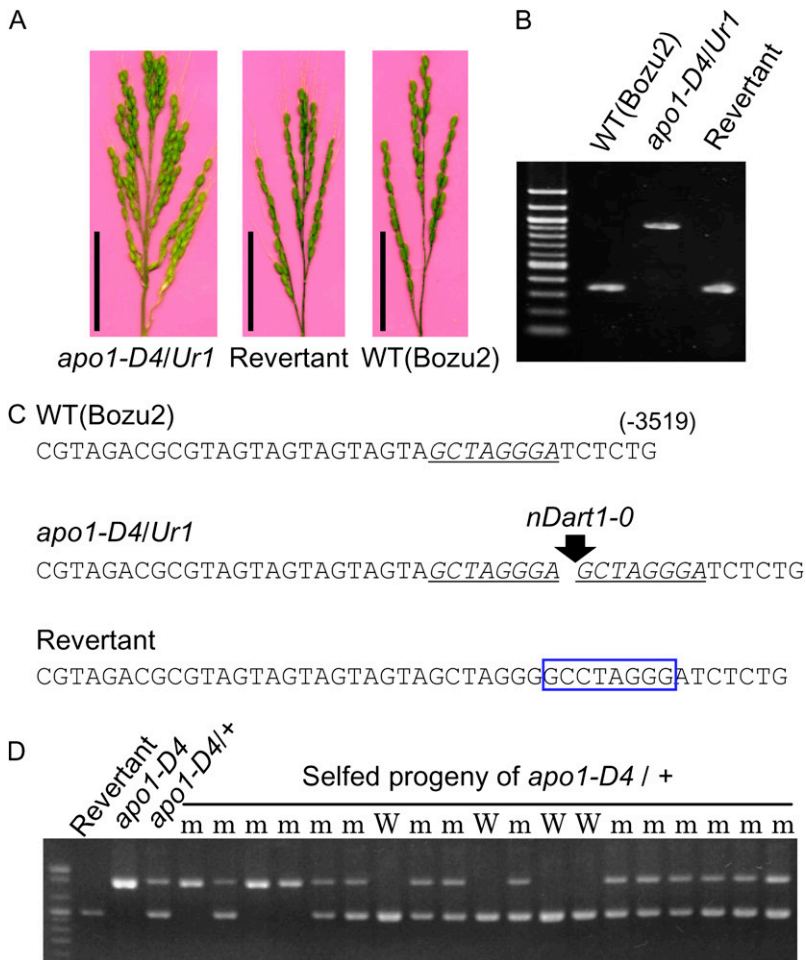 A
apo1-D4/Ur1
Revertant
WT(Bozu2)
B
WT(Bozu2)
apo1-D4/Ur1
Revertant
C
WT(Bozu2)
(-3519)
CGTAGACGCGTAGTAGTAGTAGTAGCTAGGGATCTCTG
apo1-D4/Ur1
nDart1-0
CGTAGACGCGTAGTAGTAGTAGTAGCTAGGGA GCTAGGGATCTCTG
Revertant
CGTAGACGCGTAGTAGTAGTAGTAGCTAGGGGCCTAGGGATCTCTG
D
Revertant
apo1-D4
apo1-D4/+
Selfed progeny of apo1-D4 / +
m m m m m m W m m W m W W m m m m m m